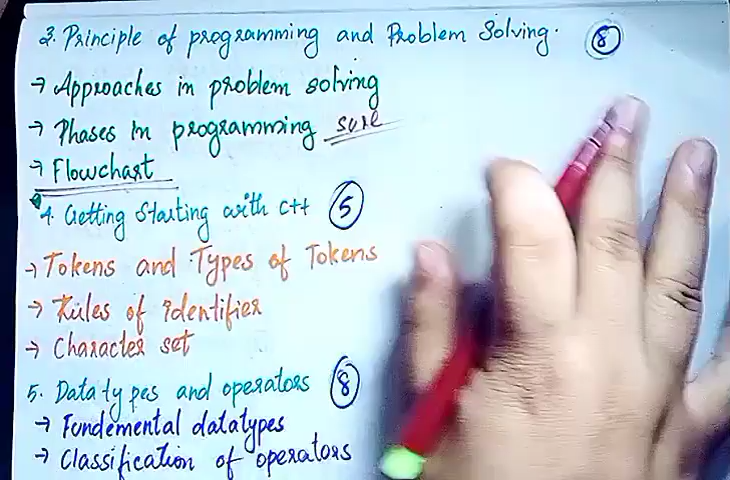 3. Principle of programming and Problem Solving. 8
→ Approaches in problem solving
→ Phases in programming sure
→ Flowchart
4. Getting Starting with C++ 5
→ Tokens and Types of Tokens
→ Rules of identifier
→ Character set
5. Datatypes and operators 8
→ Fundemental datatypes
→ Classification of operators